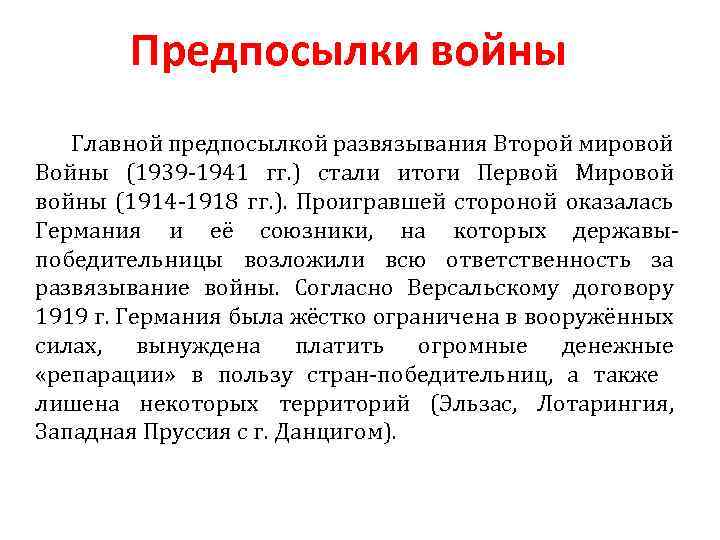 Предпосылки войны
Главной предпосылкой развязывания Второй мировой
Войны (1939-1941 гг.) стали итоги Первой Мировой
войны (1914-1918 гг.). Проигравшей стороной оказалась
Германия и её союзники, на которых державы-
победительницы возложили всю ответственность за
развязывание войны. Согласно Версальскому договору
1919 г. Германия была жёстко ограничена в вооружённых
силах, вынуждена платить огромные денежные
«репарации» в пользу стран-победительниц, а также
лишена некоторых территорий (Эльзас, Лотарингия,
Западная Пруссия с г. Данцигом).